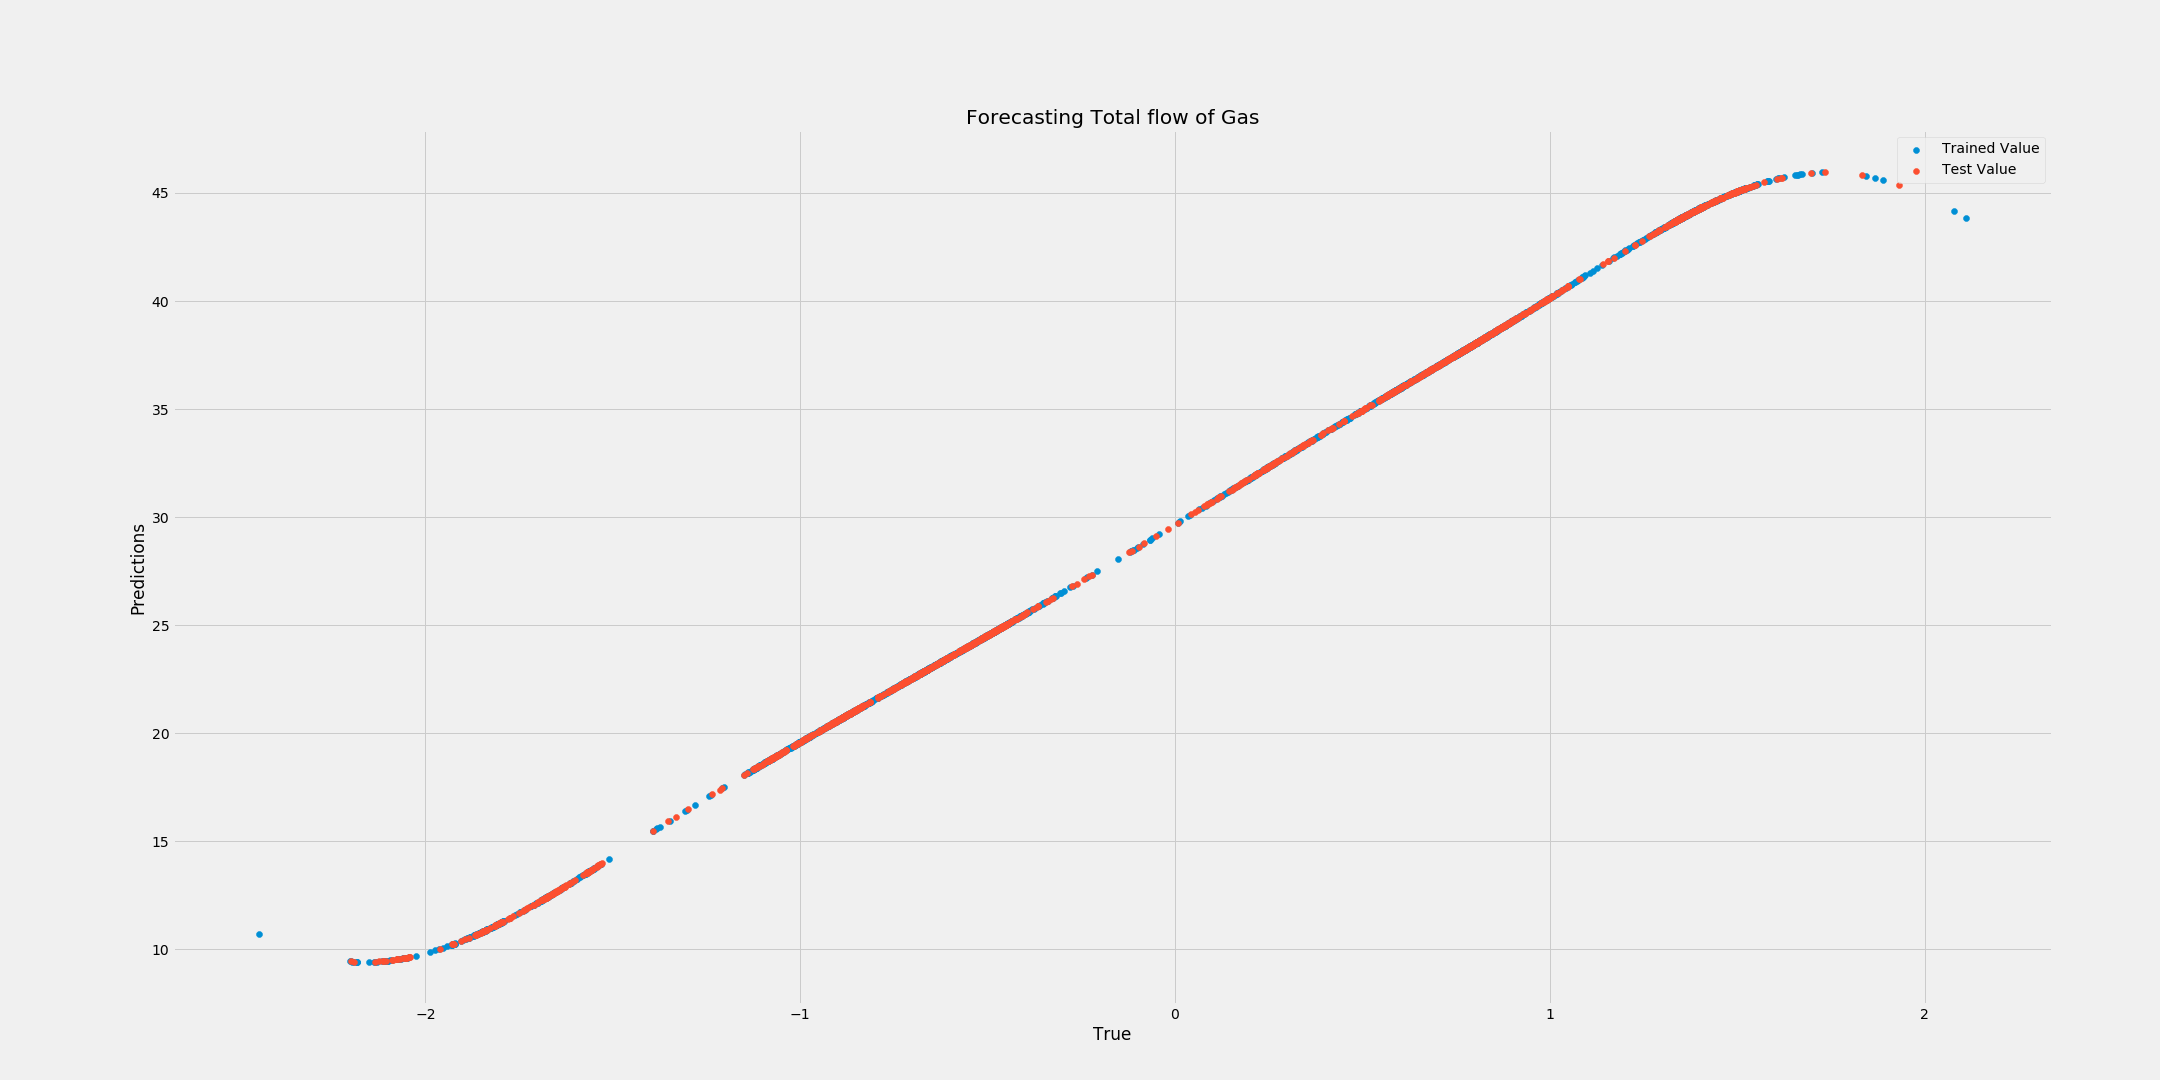 Forecasting Total flow of Gas
Trained Value
Test Value
45
40
35
30
25
20
15
10
Predictions
−2
−1
0
1
2
True